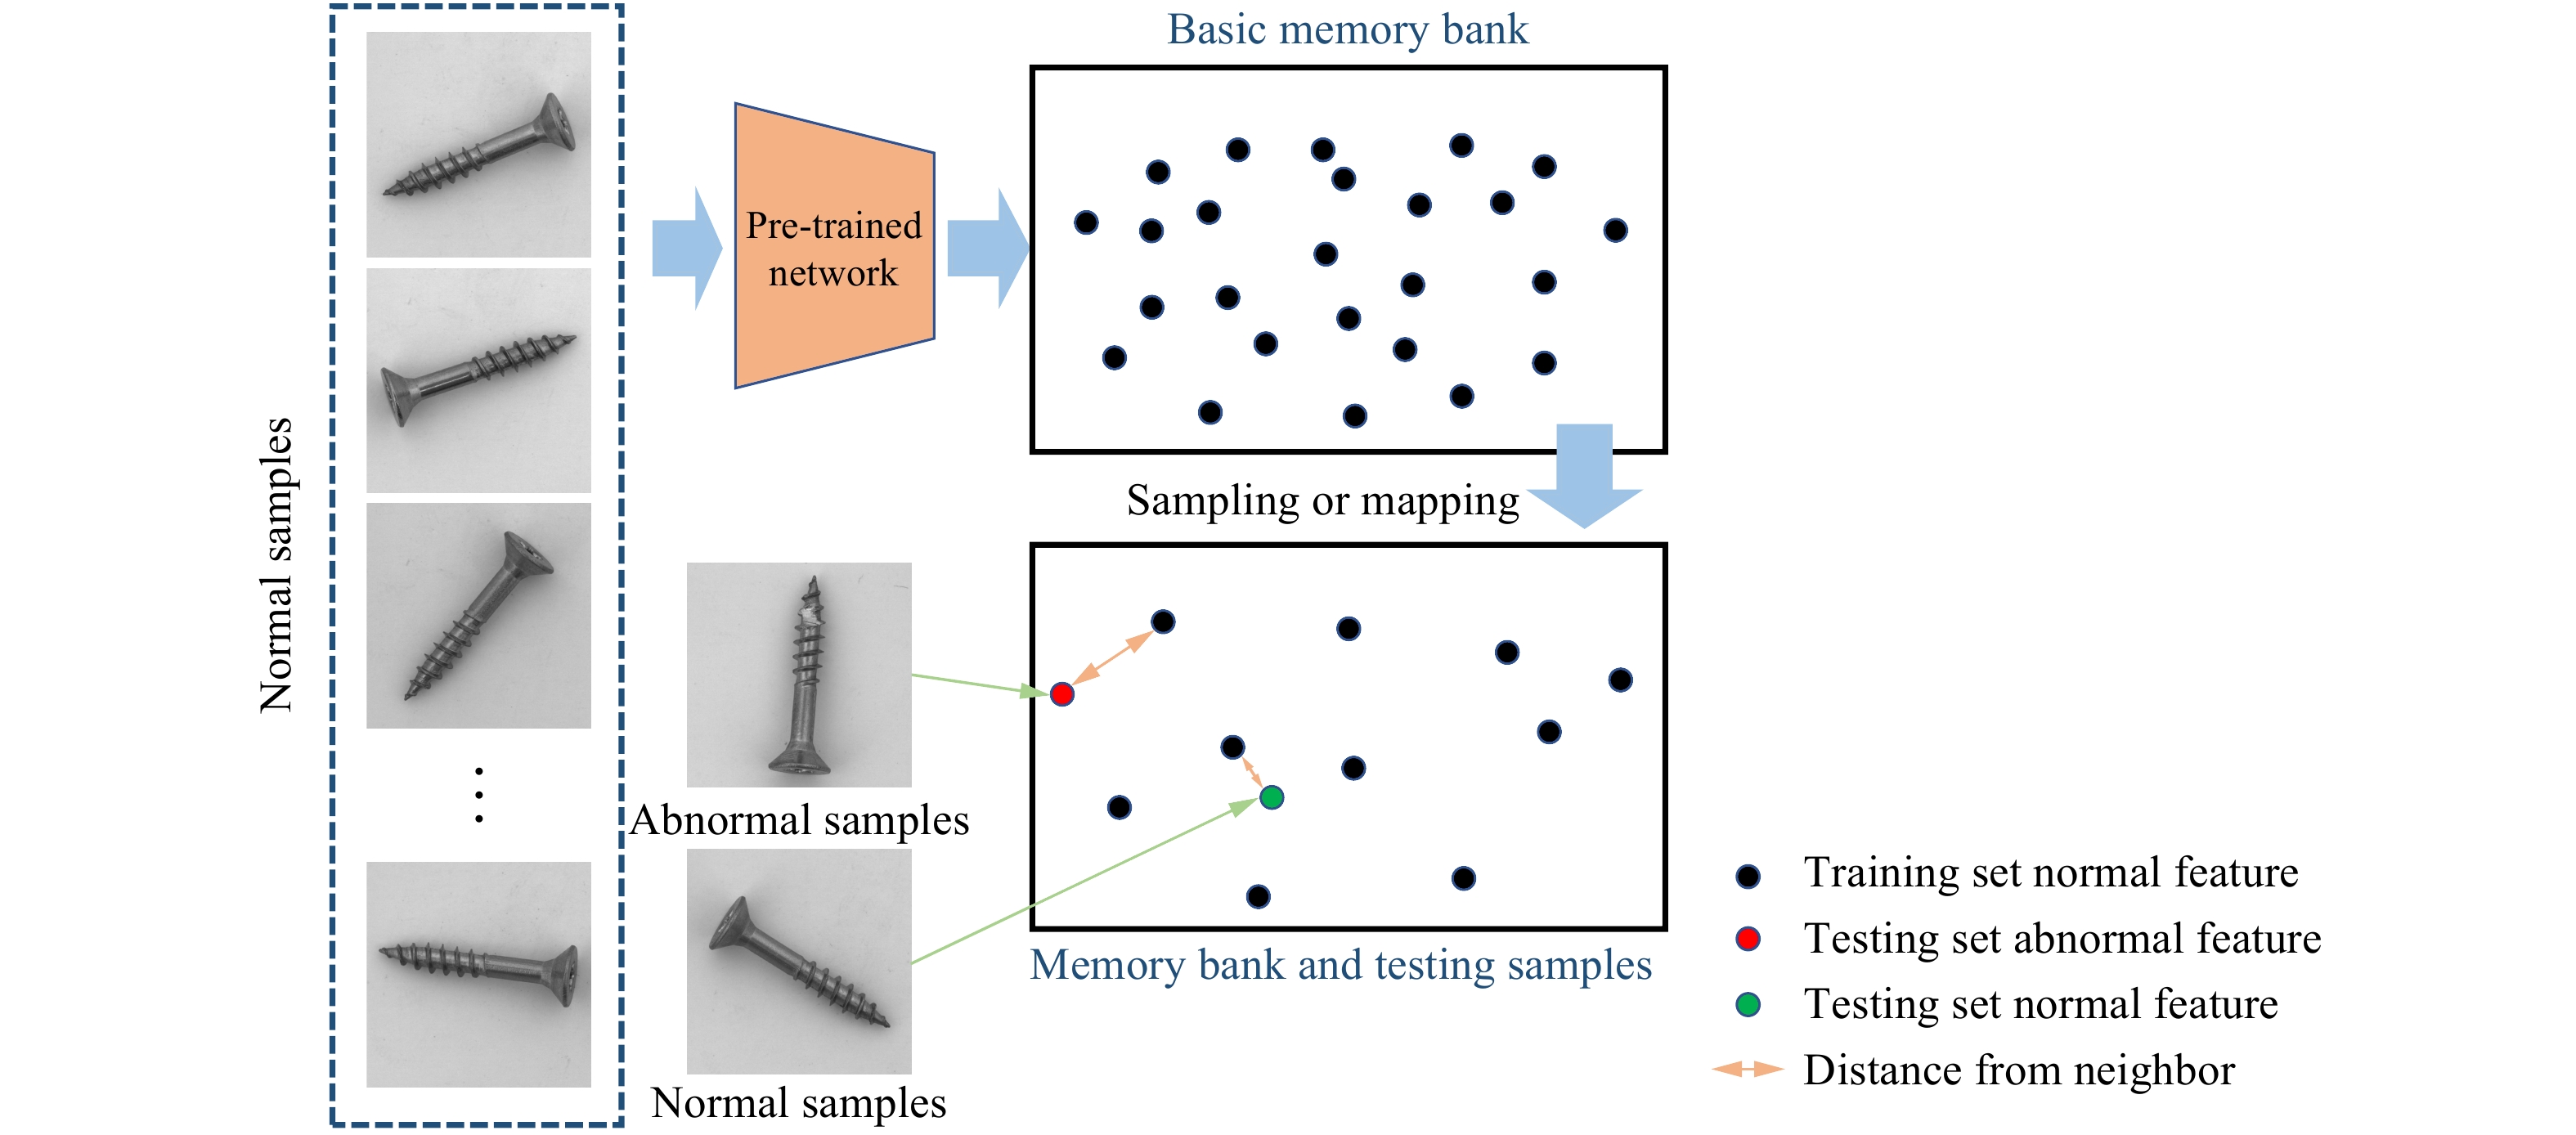 Basic memory bank
Normal samples
Pre-trained
network
Sampling or mapping
Abnormal samples
Normal samples
Memory bank and testing samples
Training set normal feature
Testing set abnormal feature
Testing set normal feature
Distance from neighbor